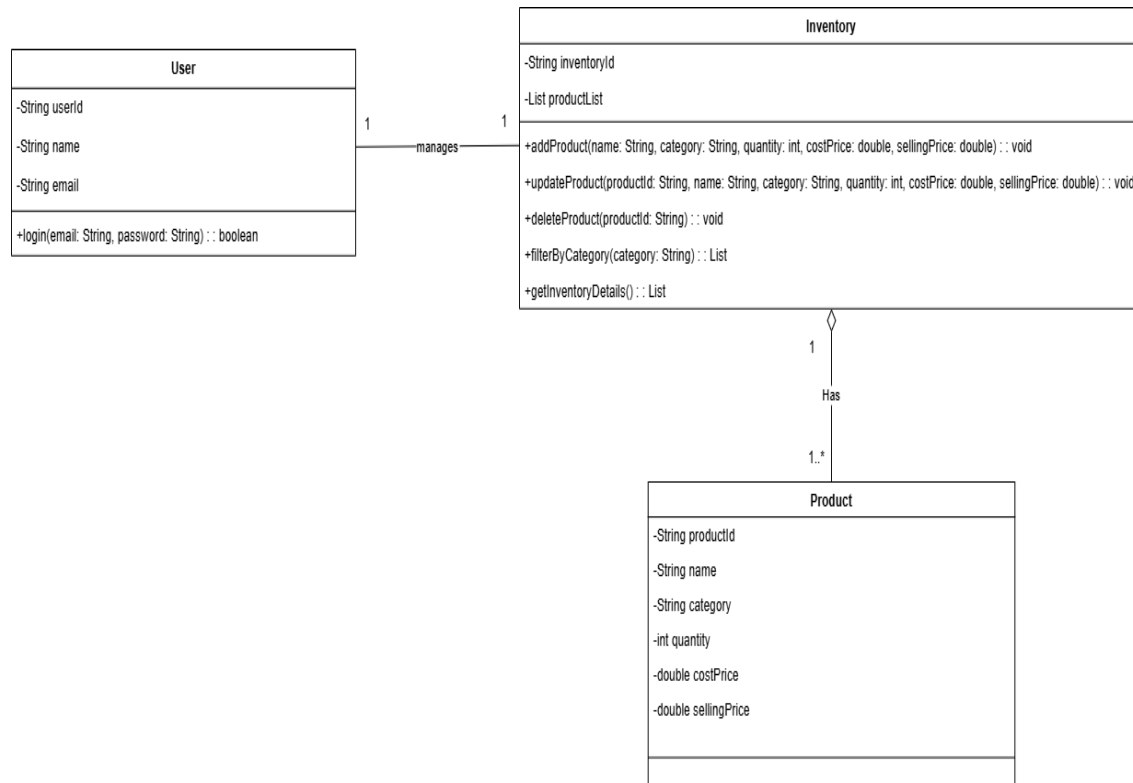 User
-String userId
-String name
-String email
+login(email: String, password: String) : : boolean
1
manages
1
Inventory
-String inventoryId
-List productList
+addProduct(name: String, category: String, quantity: int, costPrice: double, sellingPrice: double) : : void
+updateProduct(productId: String, name: String, category: String, quantity: int, costPrice: double, sellingPrice: double) : : void
+deleteProduct(productId: String) : : void
+filterByCategory(category: String) : : List
+getInventoryDetails() : : List
1
Has
1..*
Product
-String productId
-String name
-String category
-int quantity
-double costPrice
-double sellingPrice